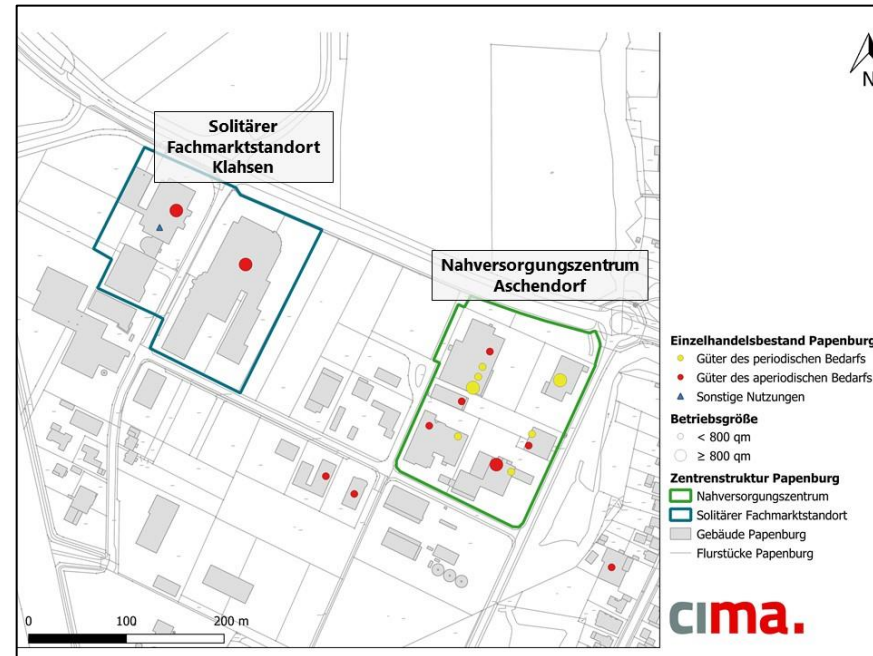 N
Solitärer
Fachmarktstandort
Klahsen
Nahversorgungszentrum
Aschendorf
Einzelhandelsbestand Papenburg
Güter des periodischen Bedarfs
Güter des aperiodischen Bedarfs
Sonstige Nutzungen
Betriebsgröße
< 800 qm
≥ 800 qm
Zentrenstruktur Papenburg
Nahversorgungszentrum
Solitärer Fachmarktstandort
Gebäude Papenburg
Flurstücke Papenburg
0 100 200 m
cima.